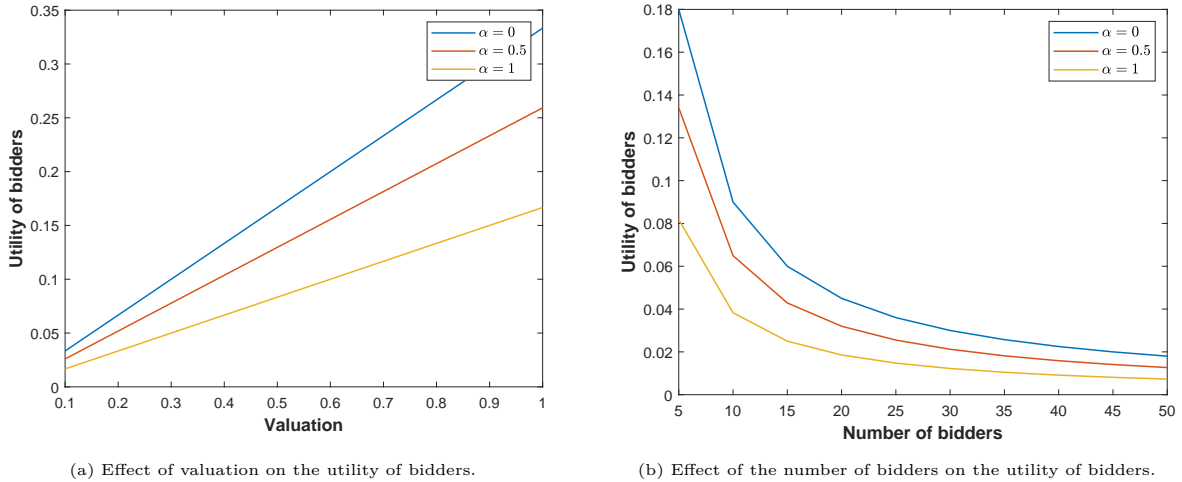 0.35
0.3
0.25
0.2
0.15
0.1
0.05
0
Utility of bidders
α = 0
α = 0.5
α = 1
0.1 0.2 0.3 0.4 0.5 0.6 0.7 0.8 0.9 1
Valuation
(a) Effect of valuation on the utility of bidders.
0.18
0.16
0.14
0.12
0.1
0.08
0.06
0.04
0.02
0
Utility of bidders
α = 0
α = 0.5
α = 1
5 10 15 20 25 30 35 40 45 50
Number of bidders
(b) Effect of the number of bidders on the utility of bidders.